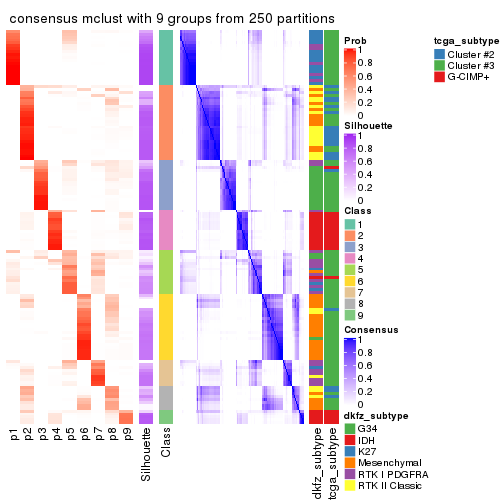 consensus mclust with 9 groups from 250 partitions
Prob
1
0.8
0.6
0.4
0.2
0
Silhouette
1
0.8
0.6
0.4
0.2
0
Class
1
2
3
4
5
6
7
8
9
Consensus
1
0.8
0.6
0.4
0.2
0
dkfz_subtype
G34
IDH
K27
Mesenchymal
RTK I PDGFRA
RTK II Classic
tcga_subtype
Cluster #2
Cluster #3
G-CIMP+
p1
p2
p3
p4
p5
p6
p7
p8
p9
Silhouette
Class
dkfz_subtype
tcga_subtype